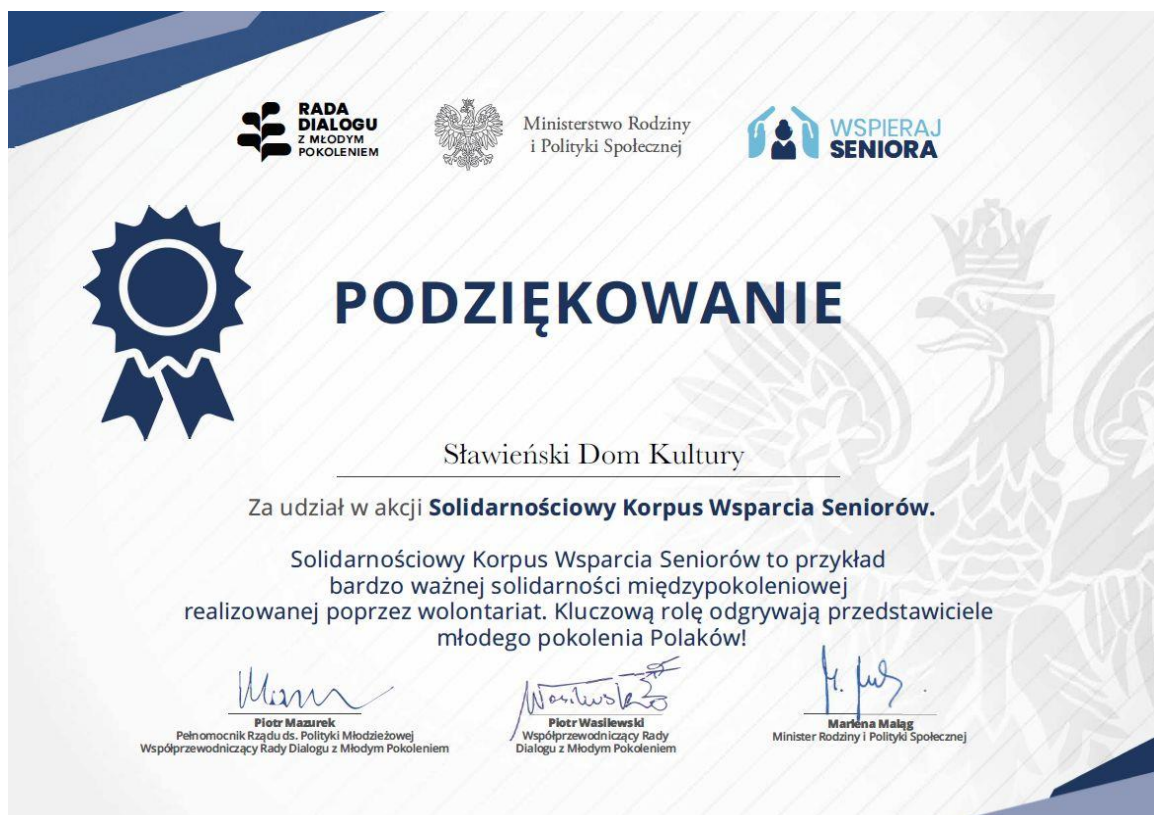 RADA
DIALOGU
Z MŁODYM
POKOLENIEM
Ministerstwo Rodziny
i Polityki Społecznej
WSPIERAJ
SENIORA
PODZIĘKOWANIE
Sławieński Dom Kultury
Za udział w akcji Solidarnościowy Korpus Wsparcia Seniorów.
Solidarnościowy Korpus Wsparcia Seniorów to przykład
bardzo ważnej solidarności międzypokoleniowej
realizowanej poprzez wolontariat. Kluczową rolę odgrywają przedstawiciele
młodego pokolenia Polaków!
Piotr Mazurek
Pełnomocnik Rządu ds. Polityki Młodzieżowej
Współprzewodniczący Rady Dialogu z Młodym Pokoleniem
Piotr Wasilewski
Współprzewodniczący Rady
Dialogu z Młodym Pokoleniem
Marlena Maląg
Minister Rodziny i Polityki Społecznej